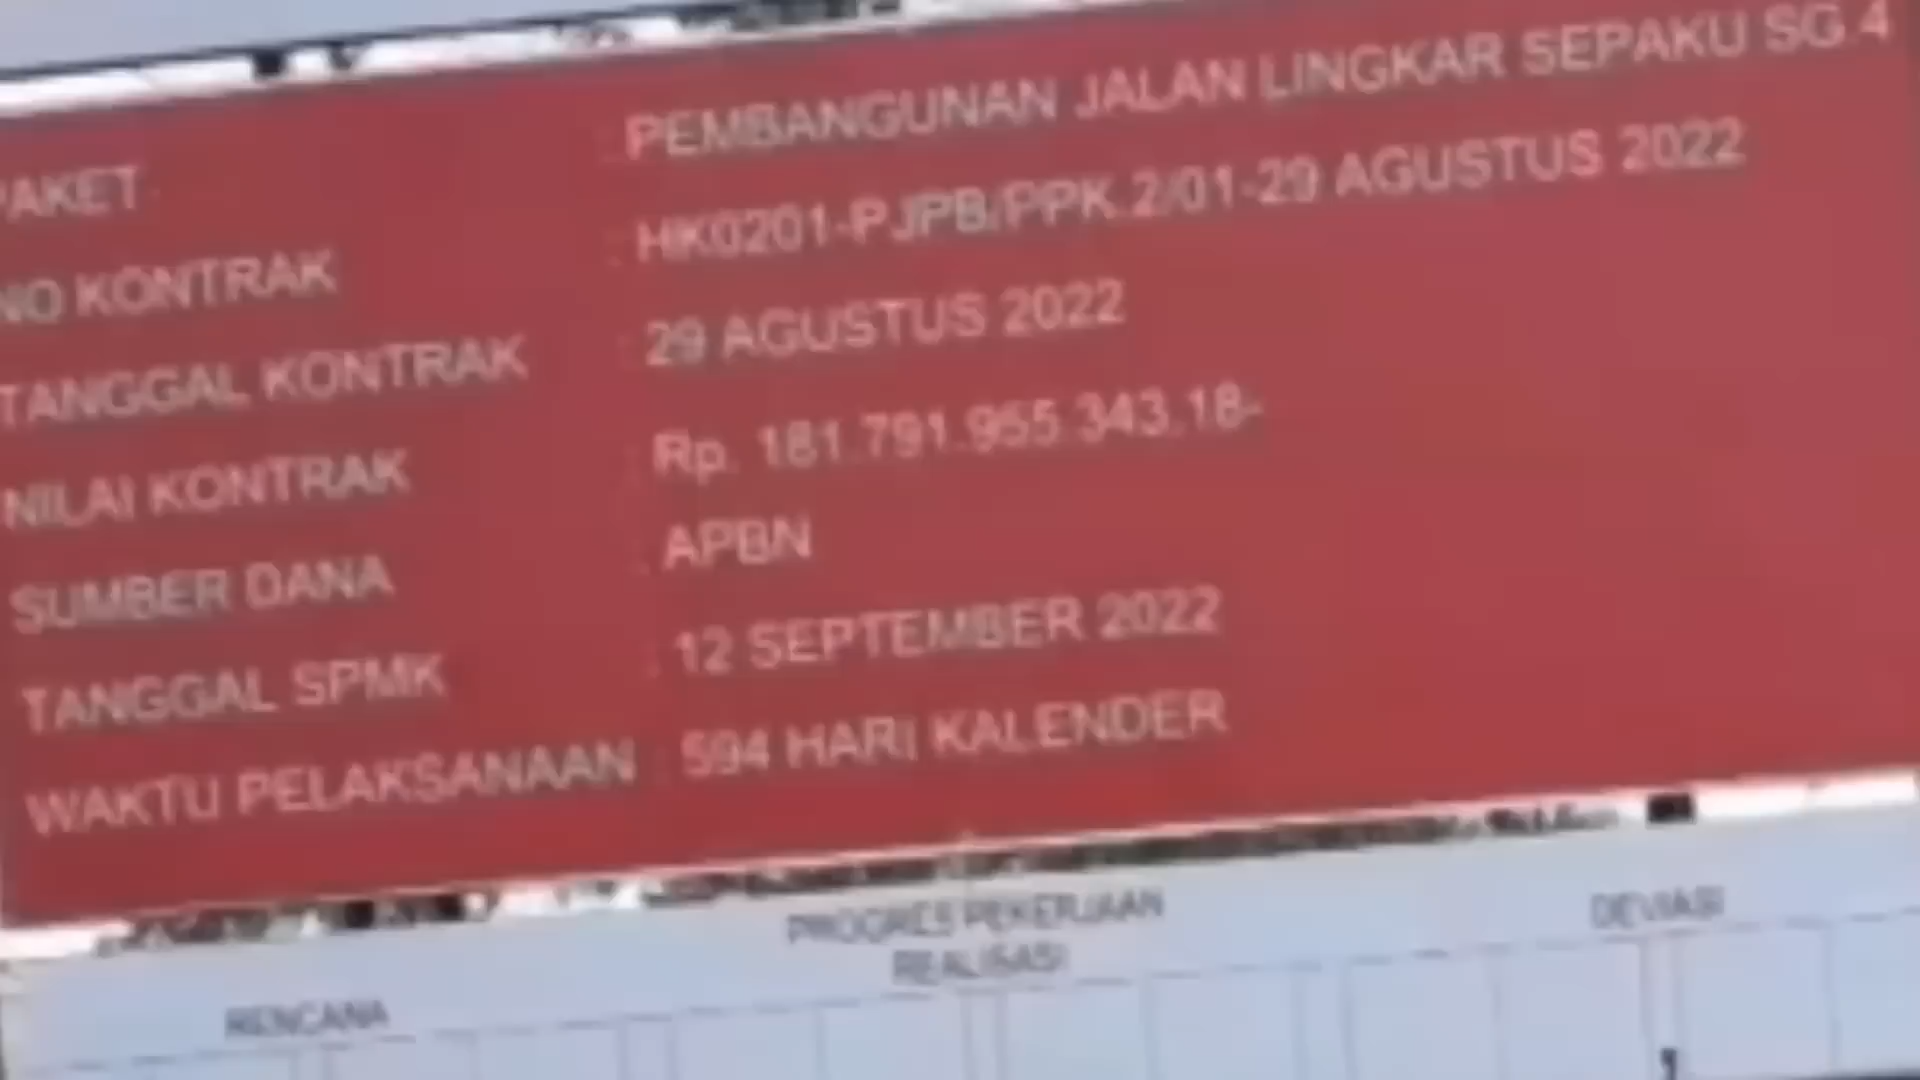 PAKET : PEMBANGUNAN JALAN LINGKAR SEPAKU SG.4
NO KONTRAK : HK0201-PJPB/PPK.2/01-29 AGUSTUS 2022
TANGGAL KONTRAK : 29 AGUSTUS 2022
NILAI KONTRAK : Rp. 181.791.955.343,18-
SUMBER DANA : APBN
TANGGAL SPMK : 12 SEPTEMBER 2022
WAKTU PELAKSANAAN : 594 HARI KALENDER
PROGRES PEKERJAAN
RENCANA REALISASI DEVIASI